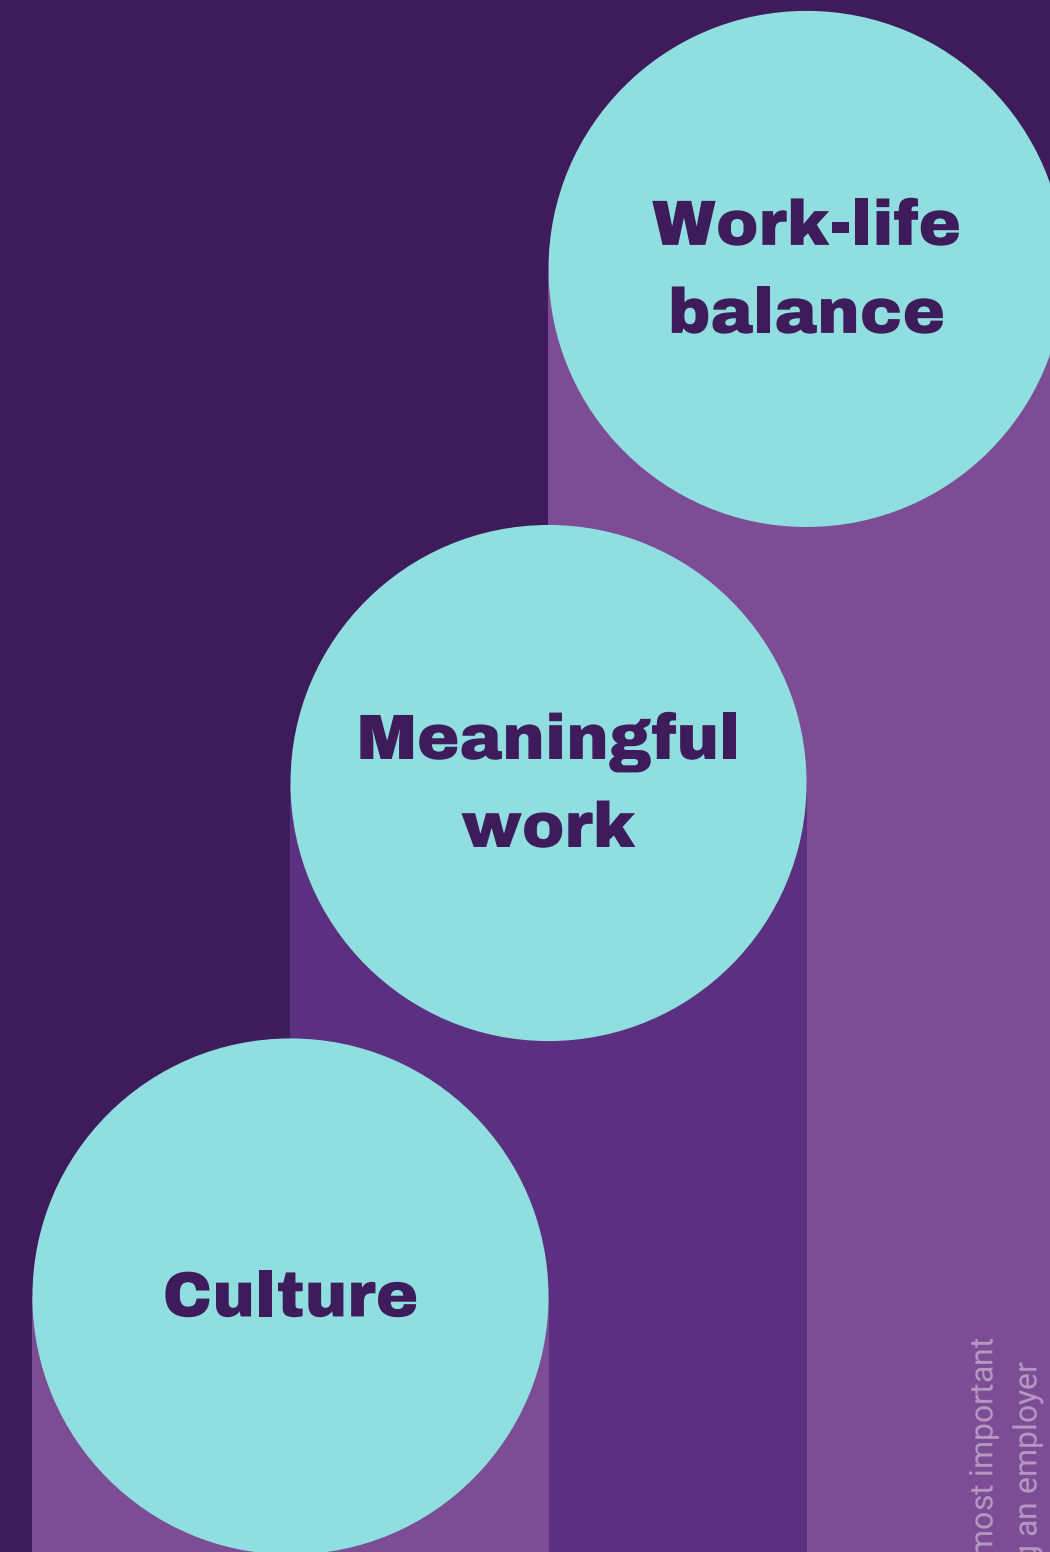 Work-life
balance
Meaningful
work
Culture
most important
an employer